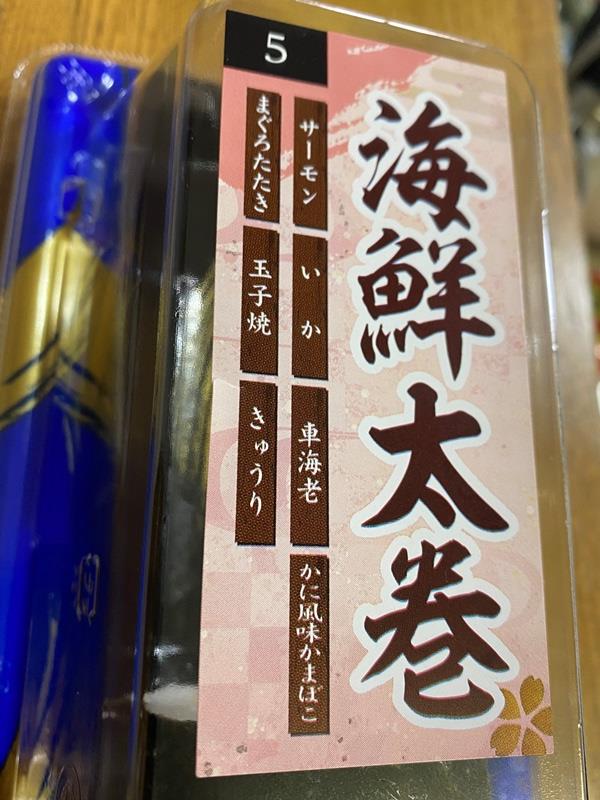 5
海鮮太巻
サーモン
いか
車海老
かに風味かまぼこ
まぐろたたき
玉子焼
きゅうり